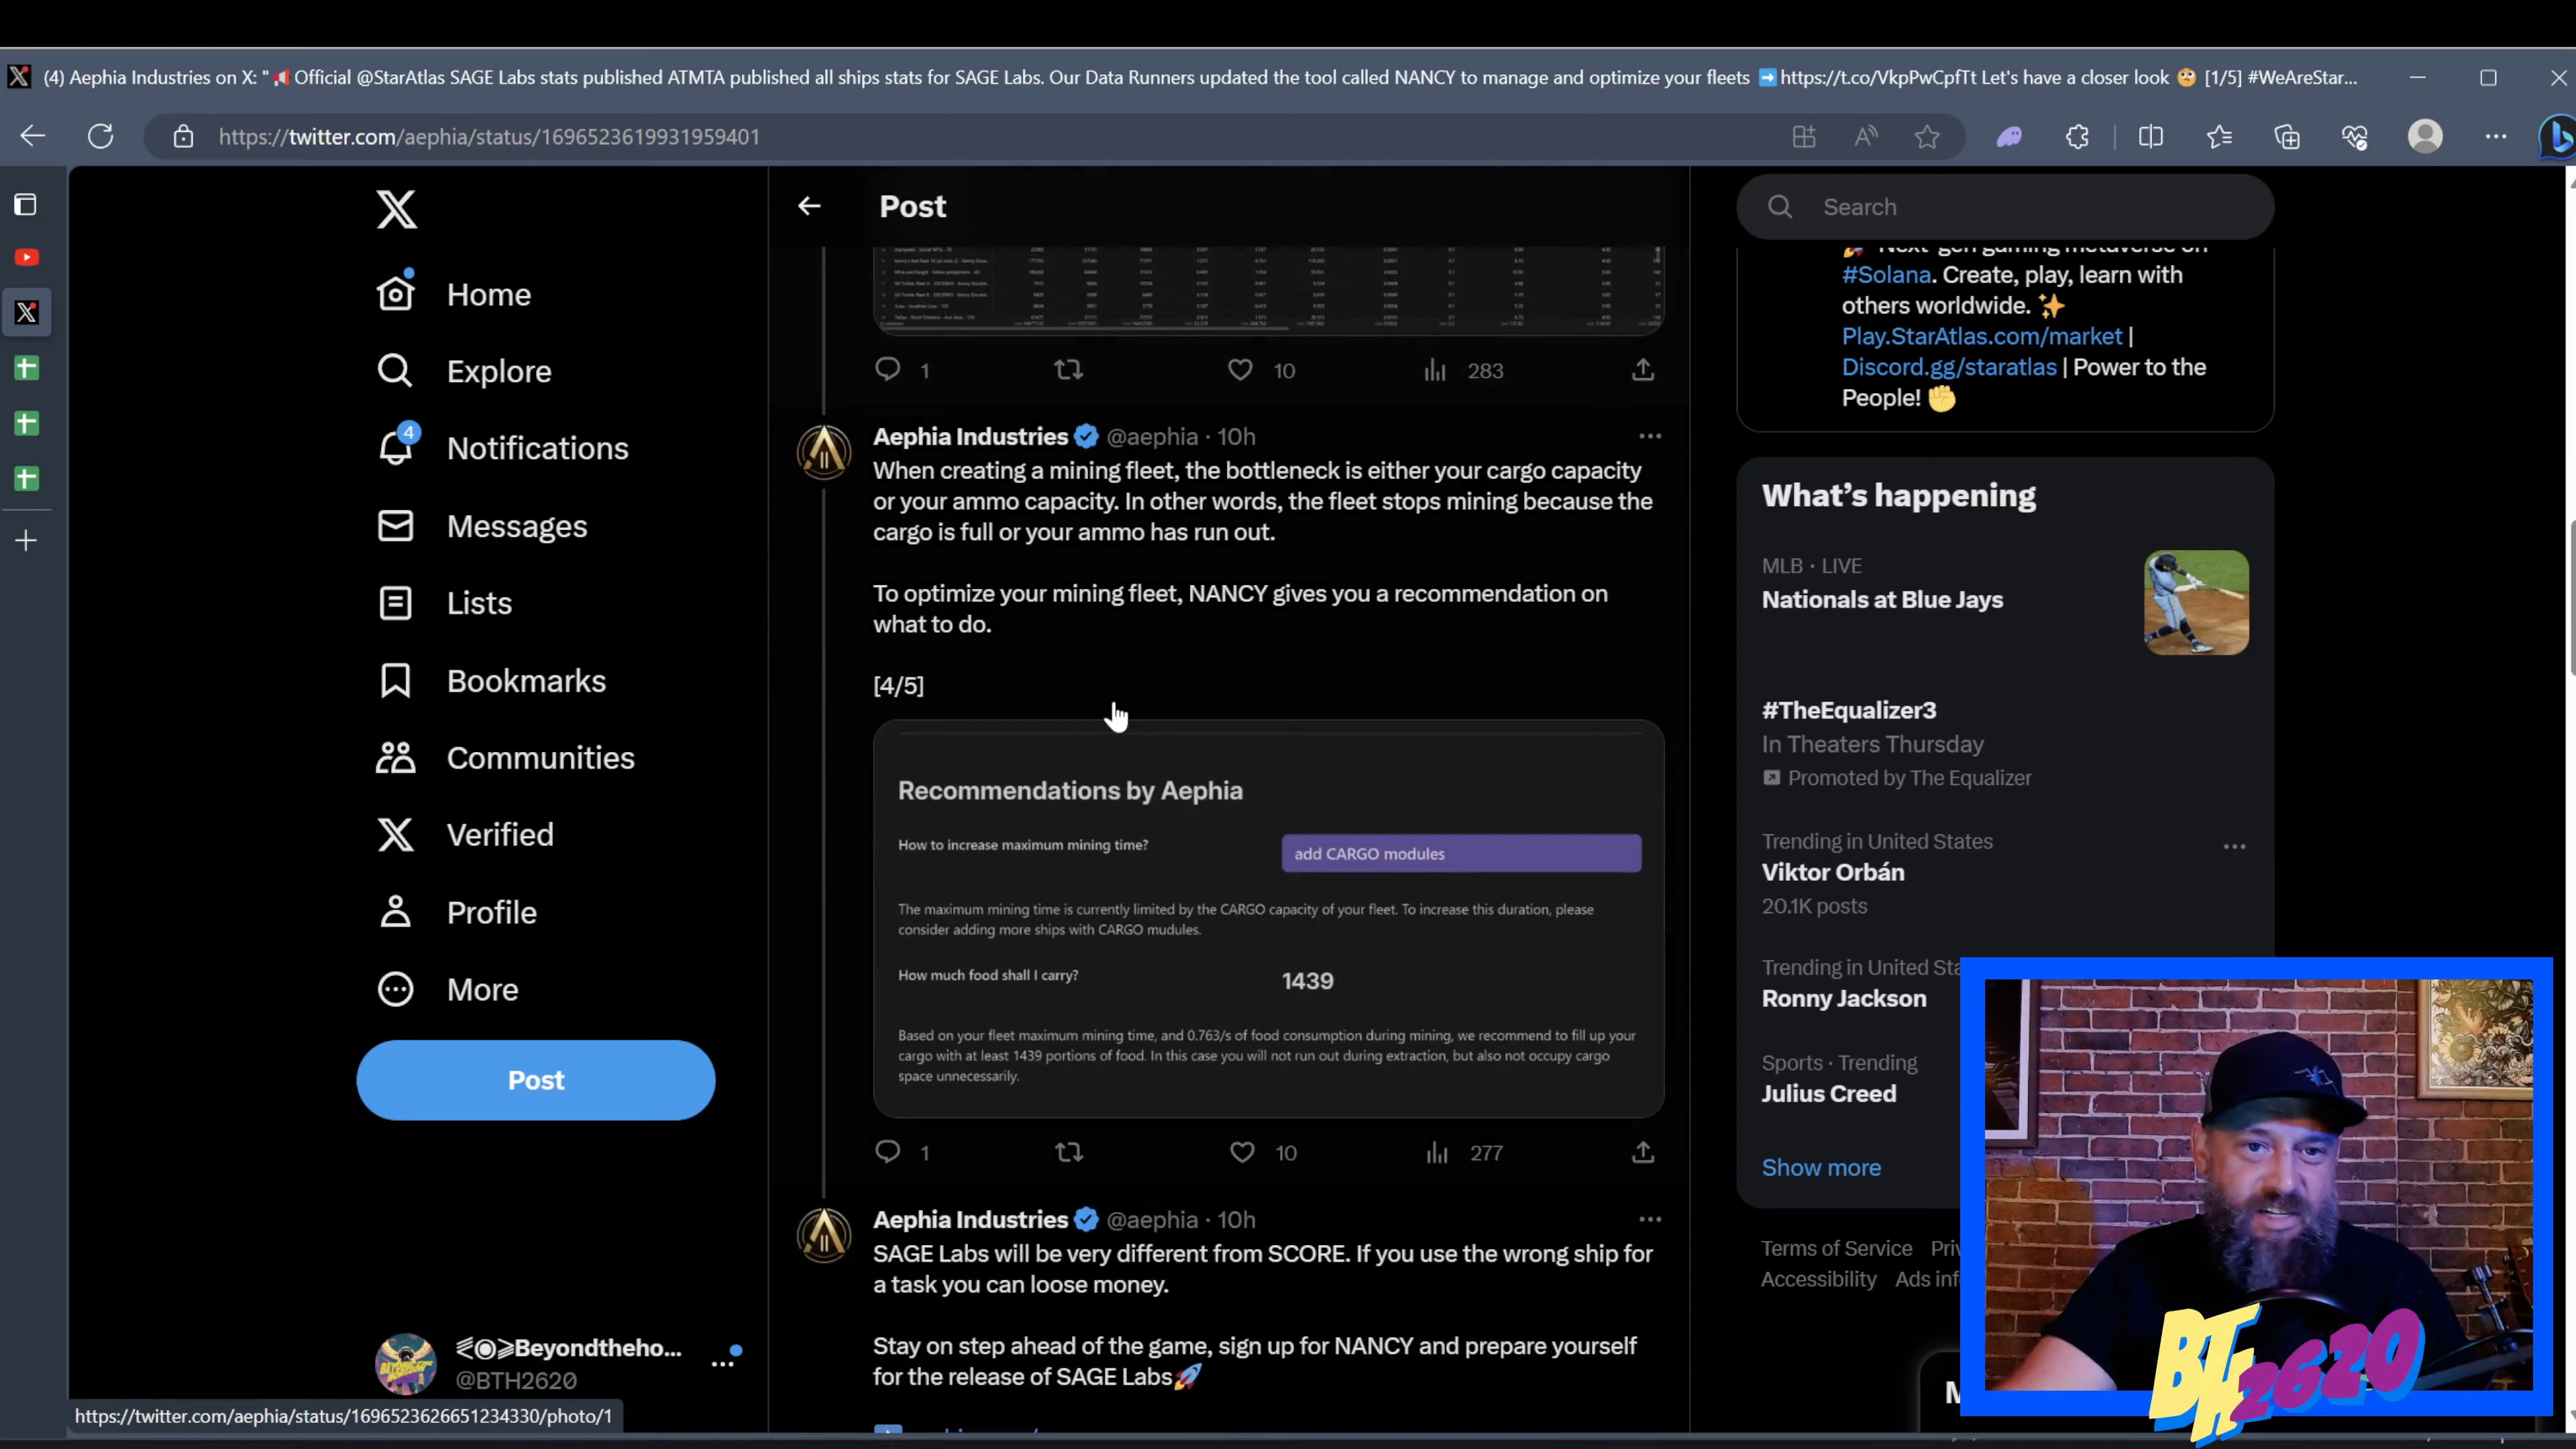 (4) Aephia Industries on X: "📢Official @StarAtlas SAGE Labs stats published ATMTA published all ships stats for SAGE Labs. Our Data Runners updated the tool called NANCY to manage and optimize your fleets ➡️https://t.co/VkpPwCpfTt Let's have a closer look 🧐 [1/5] #WeAreStar...
https://twitter.com/aephia/status/1696523619931959401
Home
Explore
4
Notifications
Messages
Lists
Bookmarks
Communities
Verified
Profile
More
Post
≼◉≽Beyondtheho...
@BTH2620
https://twitter.com/aephia/status/1696523626651234330/photo/1
Post
1
10
283
Aephia Industries @aephia · 10h
When creating a mining fleet, the bottleneck is either your cargo capacity
or your ammo capacity. In other words, the fleet stops mining because the
cargo is full or your ammo has run out.
To optimize your mining fleet, NANCY gives you a recommendation on
what to do.
[4/5]
Recommendations by Aephia
How to increase maximum mining time?
add CARGO modules
The maximum mining time is currently limited by the CARGO capacity of your fleet. To increase this duration, please
consider adding more ships with CARGO mudules.
How much food shall I carry?
1439
Based on your fleet maximum mining time, and 0.763/s of food consumption during mining, we recommend to fill up your
cargo with at least 1439 portions of food. In this case you will not run out during extraction, but also not occupy cargo
space unnecessarily.
1
10
277
Aephia Industries @aephia · 10h
SAGE Labs will be very different from SCORE. If you use the wrong ship for
a task you can loose money.
Stay on step ahead of the game, sign up for NANCY and prepare yourself
for the release of SAGE Labs🚀
Search
🚀 Next-gen gaming metaverse on
#Solana. Create, play, learn with
others worldwide. ✨
Play.StarAtlas.com/market |
Discord.gg/staratlas | Power to the
People! ✊
What's happening
MLB · LIVE
Nationals at Blue Jays
#TheEqualizer3
In Theaters Thursday
Promoted by The Equalizer
Trending in United States
Viktor Orbán
20.1K posts
Trending in United Sta
Ronny Jackson
Sports · Trending
Julius Creed
Show more
Terms of Service Priv
Accessibility Ads inf
M
BTH2620